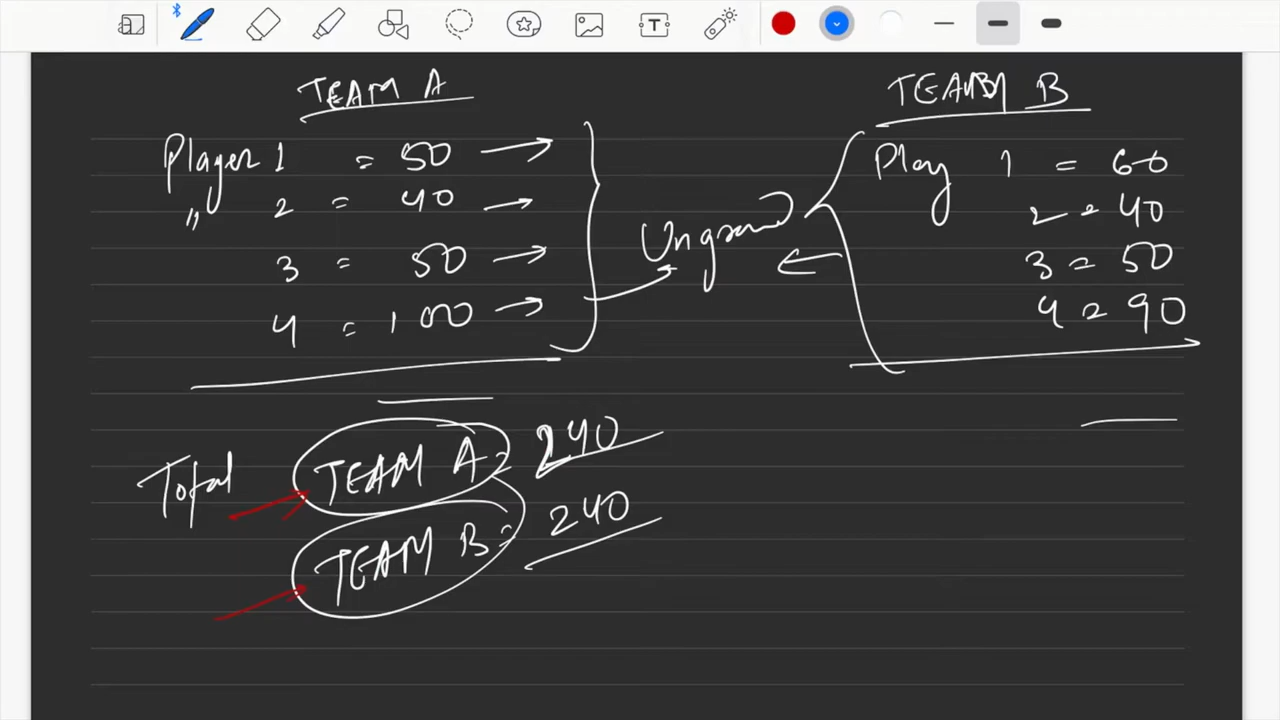 TEAM A
Player 1 = 50
" 2 = 40
3 = 50
4 = 100
TEAM B
Play 1 = 60
2 = 40
3 = 50
4 = 90
Total TEAM A = 240
TEAM B = 240
T